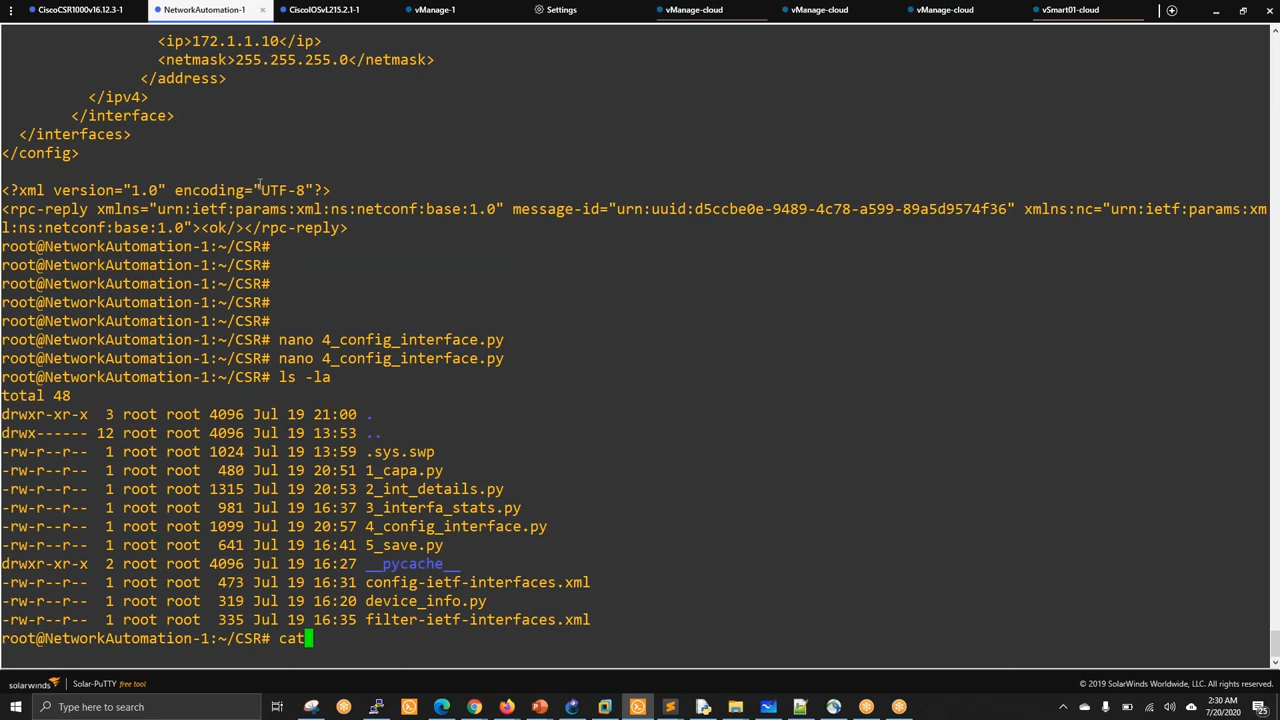 CiscoCSR1000v16.12.3-1
NetworkAutomation-1
CiscoIOSvL215.2.1-1
vManage-1
Settings
vManage-cloud
vManage-cloud
vManage-cloud
vSmart01-cloud
<ip>172.1.1.10</ip>
<netmask>255.255.255.0</netmask>
</address>
</ipv4>
</interface>
</interfaces>
</config>
<?xml version="1.0" encoding="UTF-8"?>
<rpc-reply xmlns="urn:ietf:params:xml:ns:netconf:base:1.0" message-id="urn:uuid:d5ccbe0e-9489-4c78-a599-89a5d9574f36" xmlns:nc="urn:ietf:params:xm
l:ns:netconf:base:1.0"><ok/></rpc-reply>
root@NetworkAutomation-1:~/CSR#
root@NetworkAutomation-1:~/CSR#
root@NetworkAutomation-1:~/CSR#
root@NetworkAutomation-1:~/CSR#
root@NetworkAutomation-1:~/CSR#
root@NetworkAutomation-1:~/CSR# nano 4_config_interface.py
root@NetworkAutomation-1:~/CSR# nano 4_config_interface.py
root@NetworkAutomation-1:~/CSR# ls -la
total 48
drwxr-xr-x 3 root root 4096 Jul 19 21:00 .
drwx------ 12 root root 4096 Jul 19 13:53 ..
-rw-r--r-- 1 root root 1024 Jul 19 13:59 .sys.swp
-rw-r--r-- 1 root root 480 Jul 19 20:51 1_capa.py
-rw-r--r-- 1 root root 1315 Jul 19 20:53 2_int_details.py
-rw-r--r-- 1 root root 981 Jul 19 16:37 3_interfa_stats.py
-rw-r--r-- 1 root root 1099 Jul 19 20:57 4_config_interface.py
-rw-r--r-- 1 root root 641 Jul 19 16:41 5_save.py
drwxr-xr-x 2 root root 4096 Jul 19 16:27 __pycache__
-rw-r--r-- 1 root root 473 Jul 19 16:31 config-ietf-interfaces.xml
-rw-r--r-- 1 root root 319 Jul 19 16:20 device_info.py
-rw-r--r-- 1 root root 335 Jul 19 16:35 filter-ietf-interfaces.xml
root@NetworkAutomation-1:~/CSR# cat
solarwinds
Solar-PuTTY free tool
© 2019 SolarWinds Worldwide, LLC. All rights reserved.
Type here to search
2:30 AM
7/20/2020
25